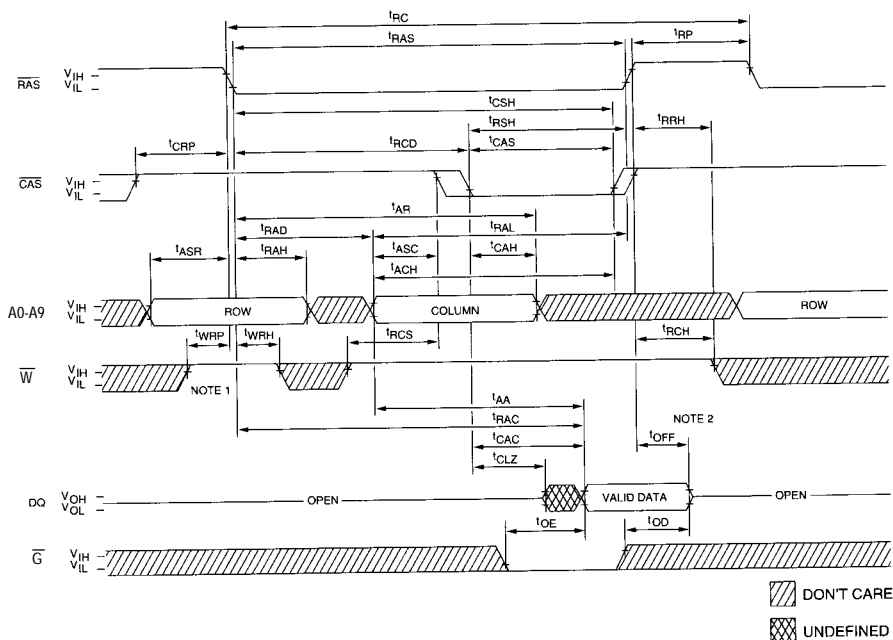 tRC
tRAS
tRP
RAS
VIH
VIL
tCSH
tRSH
tRRH
tCRP
tRCD
tCAS
CAS
VIH
VIL
tAR
tRAD
tRAL
tASR
tRAH
tASC
tCAH
tACH
A0-A9
VIH
VIL
ROW
COLUMN
ROW
tWRP
tWRH
tRCS
tRCH
W
VIH
VIL
NOTE 1
tAA
tRAC
NOTE 2
tCAC
tOFF
tCLZ
DQ
VOH
VOL
OPEN
VALID DATA
OPEN
tOE
tOD
G
VIH
VIL
DON'T CARE
UNDEFINED